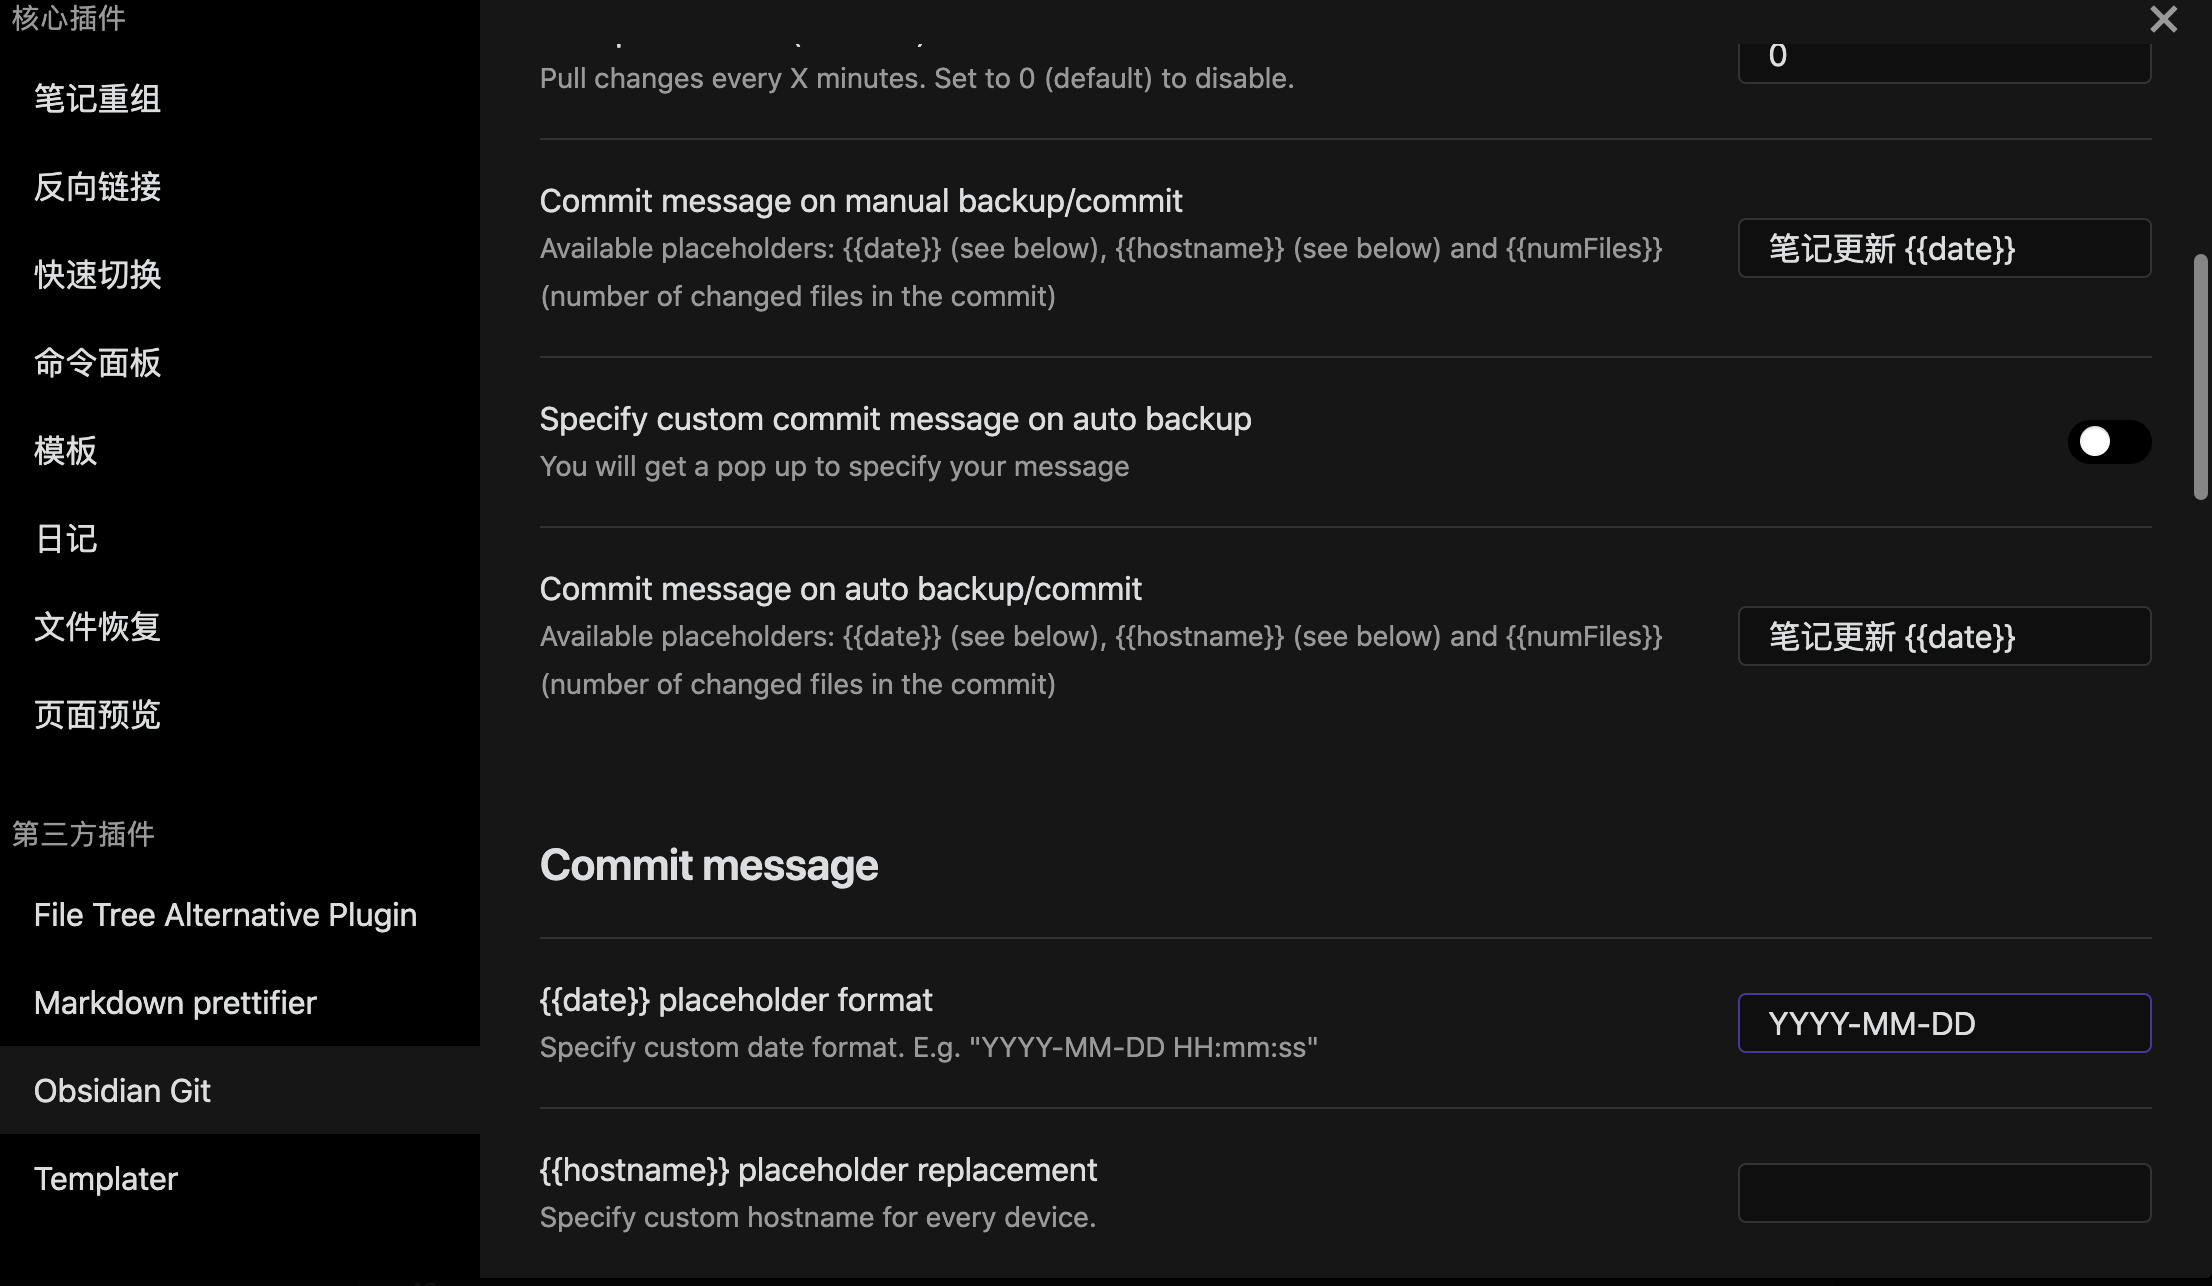 核心插件
笔记重组
反向链接
快速切换
命令面板
模板
日记
文件恢复
页面预览
第三方插件
File Tree Alternative Plugin
Markdown prettifier
Obsidian Git
Templater
Pull changes every X minutes. Set to 0 (default) to disable.
0
Commit message on manual backup/commit
Available placeholders: {{date}} (see below), {{hostname}} (see below) and {{numFiles}}
(number of changed files in the commit)
笔记更新 {{date}}
Specify custom commit message on auto backup
You will get a pop up to specify your message
Commit message on auto backup/commit
Available placeholders: {{date}} (see below), {{hostname}} (see below) and {{numFiles}}
(number of changed files in the commit)
笔记更新 {{date}}
Commit message
{{date}} placeholder format
Specify custom date format. E.g. "YYYY-MM-DD HH:mm:ss"
YYYY-MM-DD
{{hostname}} placeholder replacement
Specify custom hostname for every device.